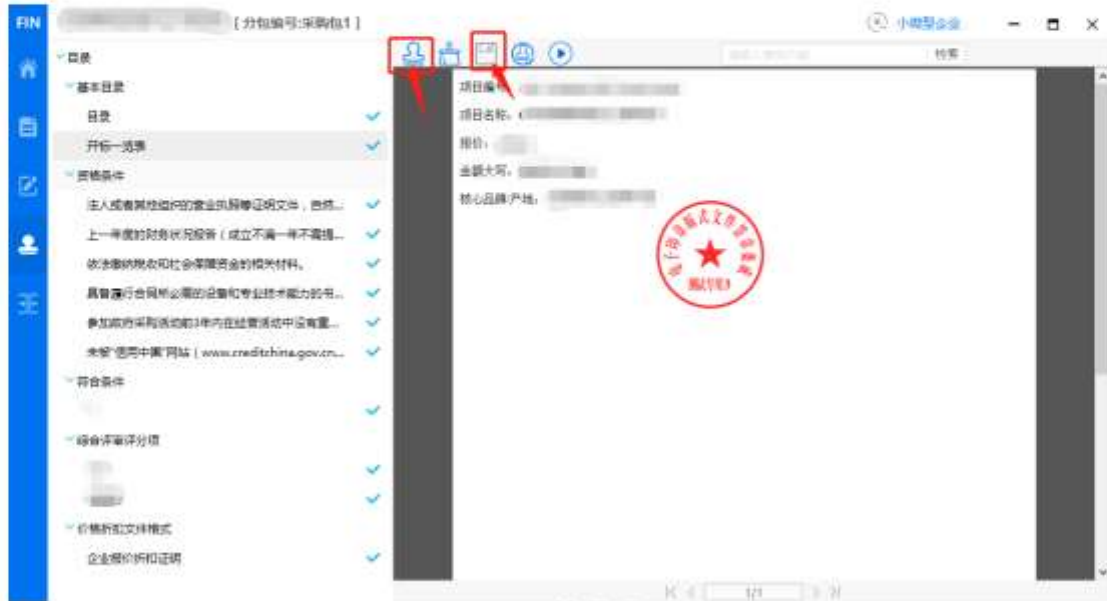 FIN
[ 分包编号:采购包1 ]
小微型企业
目录
检索
基本目录
目录
开标一览表
资格条件
法人或者其他组织的营业执照等证明文件,自然...
上一年度的财务状况报告(成立不满一年不需提...
依法缴纳税收和社会保障资金的相关材料。
具备履行合同所必需的设备和专业技术能力的书...
参加政府采购活动前3年内在经营活动中没有重...
未被“信用中国”网站(www.creditchina.gov.cn...
符合条件
综合评审评分项
价格折扣文件格式
企业报价折扣证明
项目编号:
项目名称:
报价:
金额大写:
核心品牌产地:
1/1